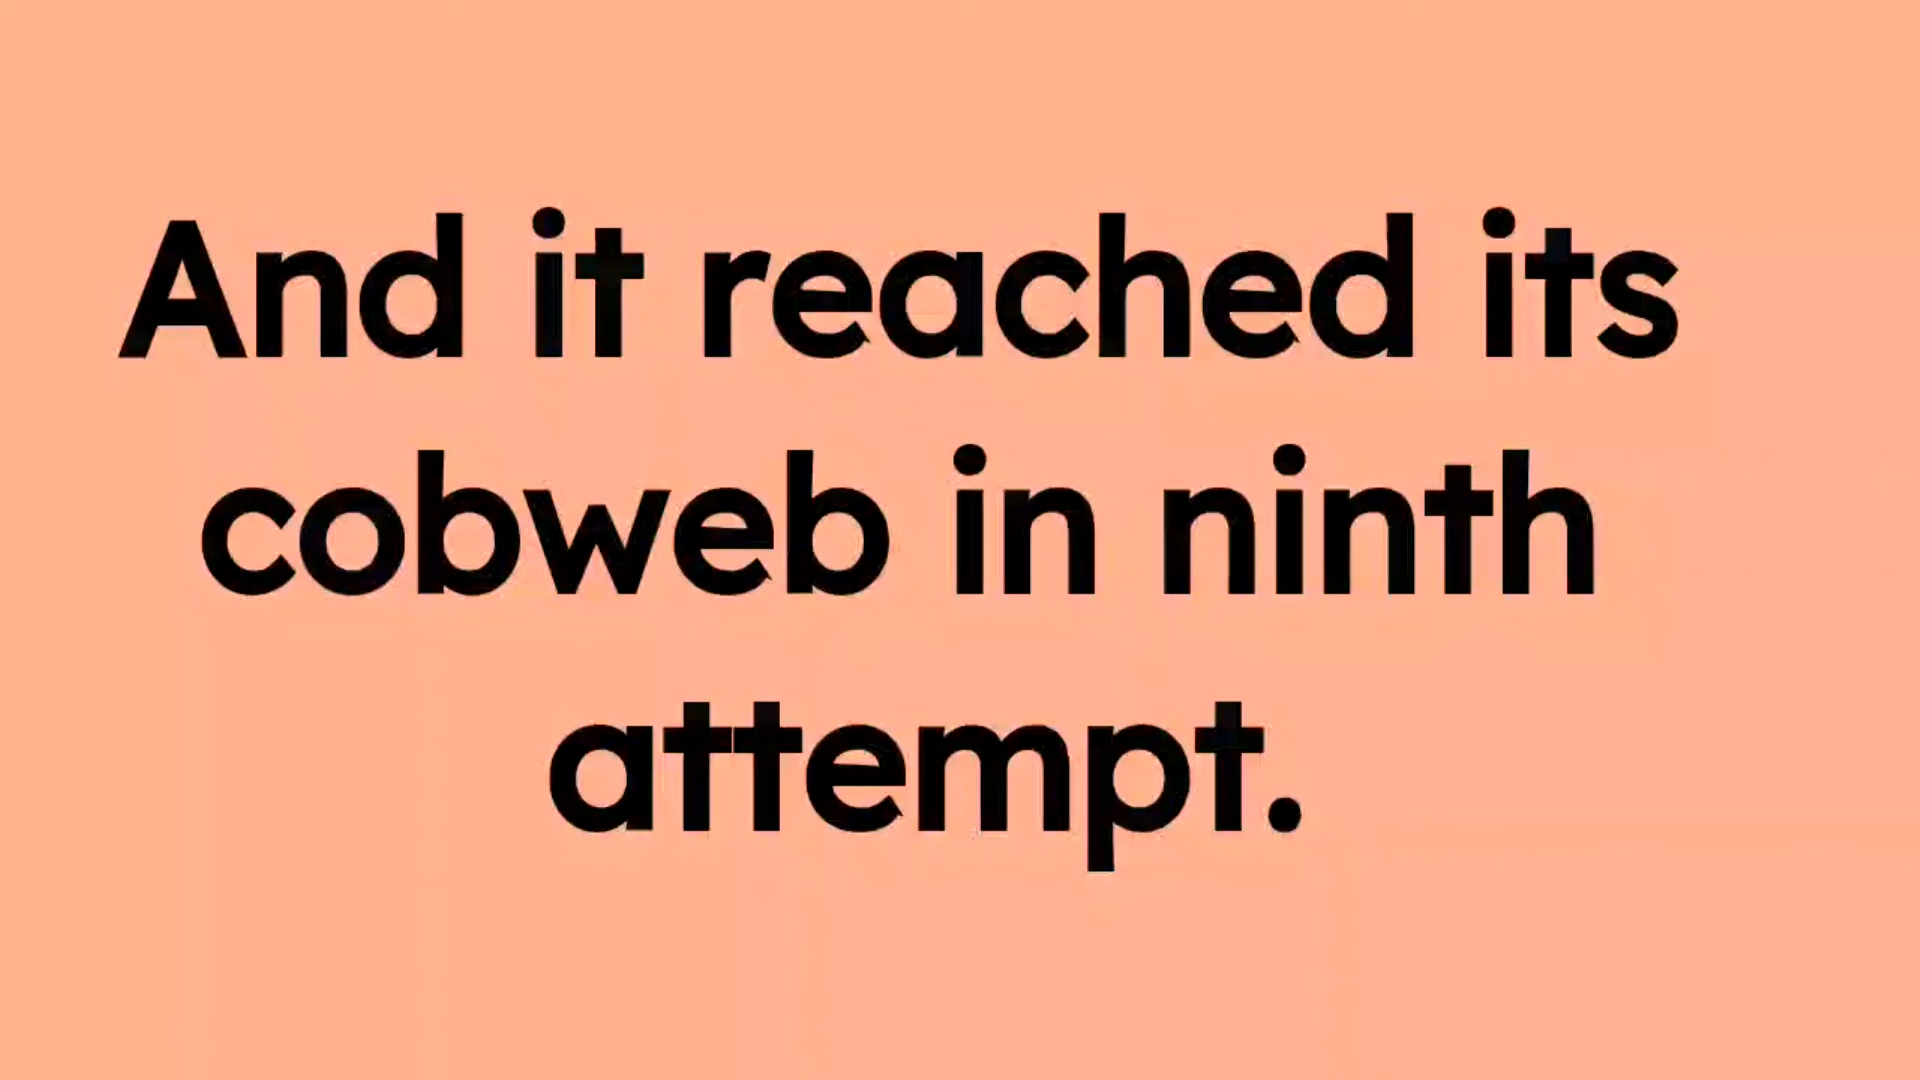 And it reached its
cobweb in ninth
attempt.